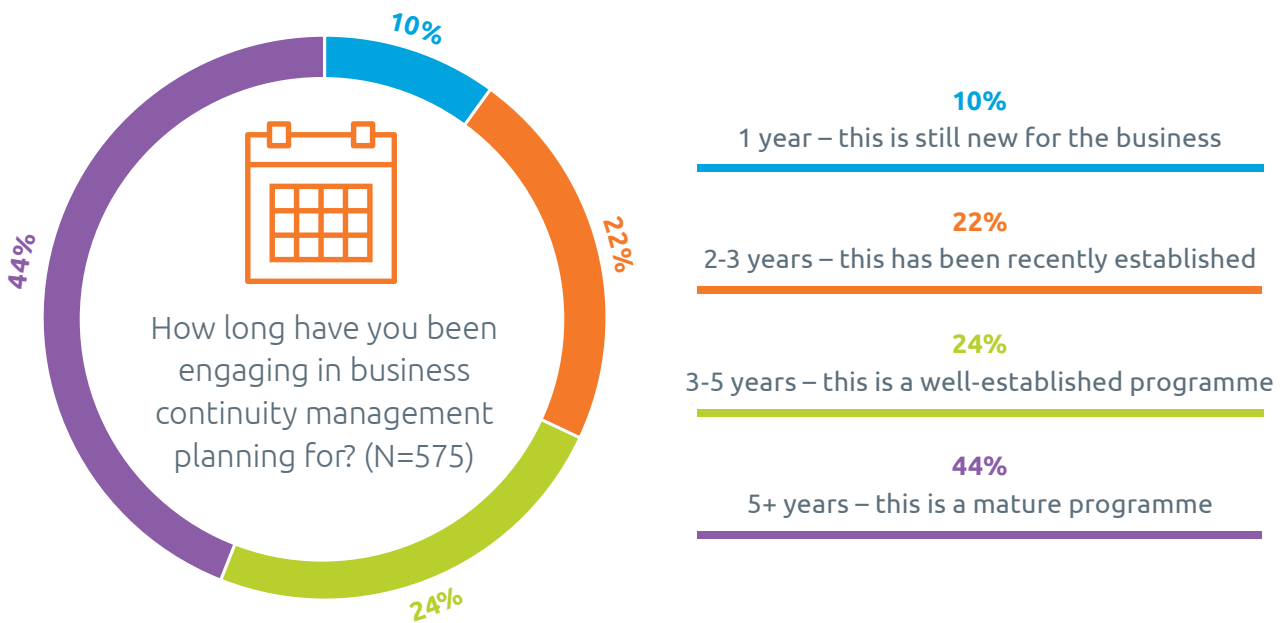 10%
22%
44%
24%
How long have you been
engaging in business
continuity management
planning for? (N=575)
10%
1 year – this is still new for the business
22%
2-3 years – this has been recently established
24%
3-5 years – this is a well-established programme
44%
5+ years – this is a mature programme